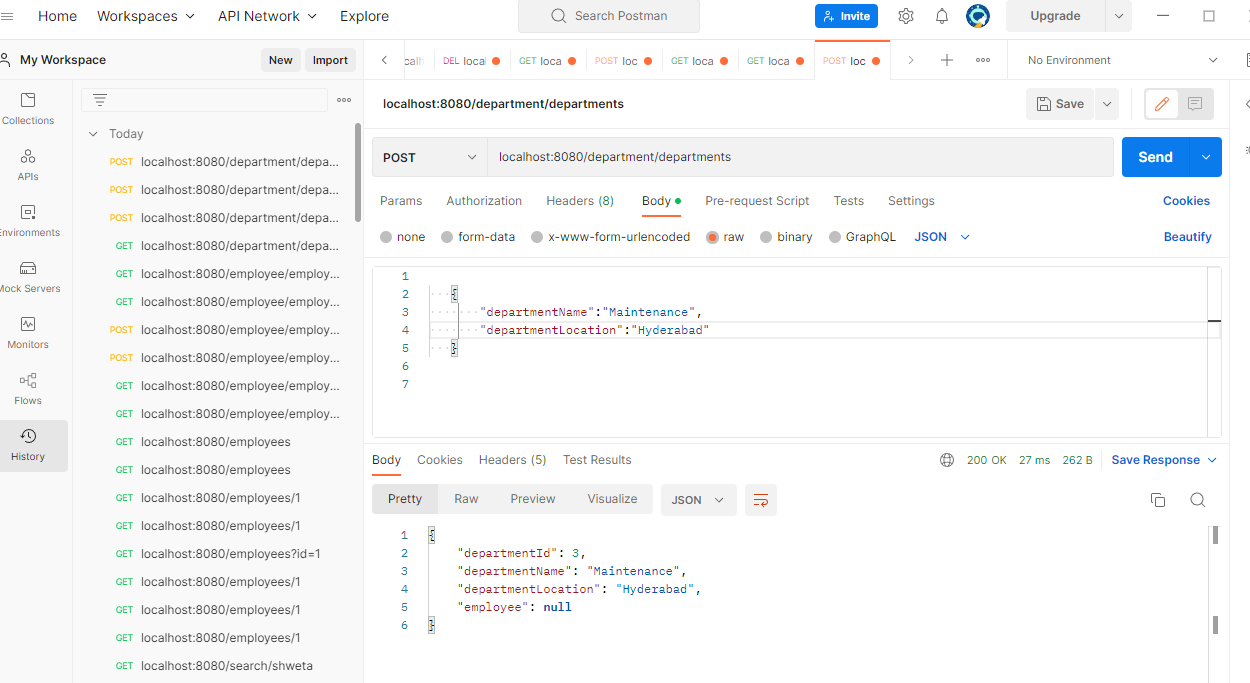 Home Workspaces API Network Explore Search Postman Invite Upgrade
My Workspace New Import DEL local GET loca POST loc GET loca GET loca POST loc No Environment
localhost:8080/department/departments Save
POST localhost:8080/department/departments Send
Params Authorization Headers (8) Body Pre-request Script Tests Settings Cookies
none form-data x-www-form-urlencoded raw binary GraphQL JSON Beautify
1
2 {
3 "departmentName":"Maintenance",
4 "departmentLocation":"Hyderabad"
5 }
6
7
Body Cookies Headers (5) Test Results 200 OK 27 ms 262 B Save Response
Pretty Raw Preview Visualize JSON
1 {
2 "departmentId": 3,
3 "departmentName": "Maintenance",
4 "departmentLocation": "Hyderabad",
5 "employee": null
6 }
Collections
APIs
Environments
Mock Servers
Monitors
Flows
History
Today
POST localhost:8080/department/depa...
POST localhost:8080/department/depa...
POST localhost:8080/department/depa...
GET localhost:8080/department/depa...
GET localhost:8080/employee/employ...
GET localhost:8080/employee/employ...
POST localhost:8080/employee/employ...
POST localhost:8080/employee/employ...
GET localhost:8080/employee/employ...
GET localhost:8080/employee/employ...
GET localhost:8080/employees
GET localhost:8080/employees
GET localhost:8080/employees/1
GET localhost:8080/employees/1
GET localhost:8080/employees?id=1
GET localhost:8080/employees/1
GET localhost:8080/employees/1
GET localhost:8080/employees/1
GET localhost:8080/search/shweta